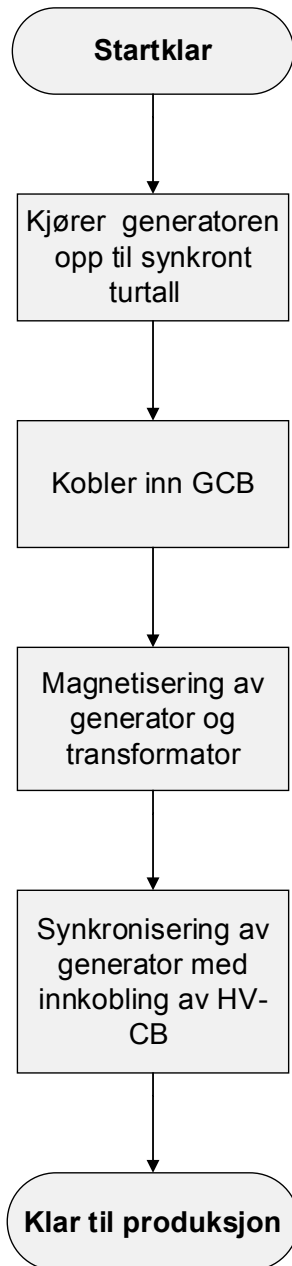 Startklar
Kjører generatoren
opp til synkront
turtall
Kobler inn GCB
Magnetisering av
generator og
transformator
Synkronisering av
generator med
innkobling av HV-
CB
Klar til produksjon